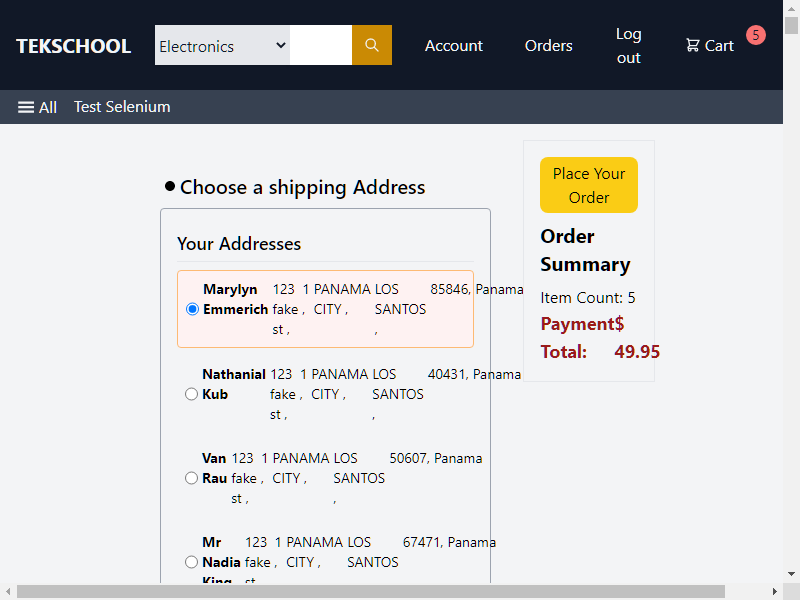 TEKSCHOOL
Electronics
Account
Orders
Log out
Cart
5
All
Test Selenium
Choose a shipping Address
Your Addresses
Marylyn Emmerich 123 fake st , 1 PANAMA CITY , LOS SANTOS , 85846, Panama
Nathanial Kub 123 fake st , 1 PANAMA CITY , LOS SANTOS , 40431, Panama
Van Rau 123 fake st , 1 PANAMA CITY , LOS SANTOS , 50607, Panama
Mr Nadia King 123 fake st 1 PANAMA CITY , LOS SANTOS 67471, Panama
Place Your Order
Order Summary
Item Count: 5
Payment Total: $ 49.95